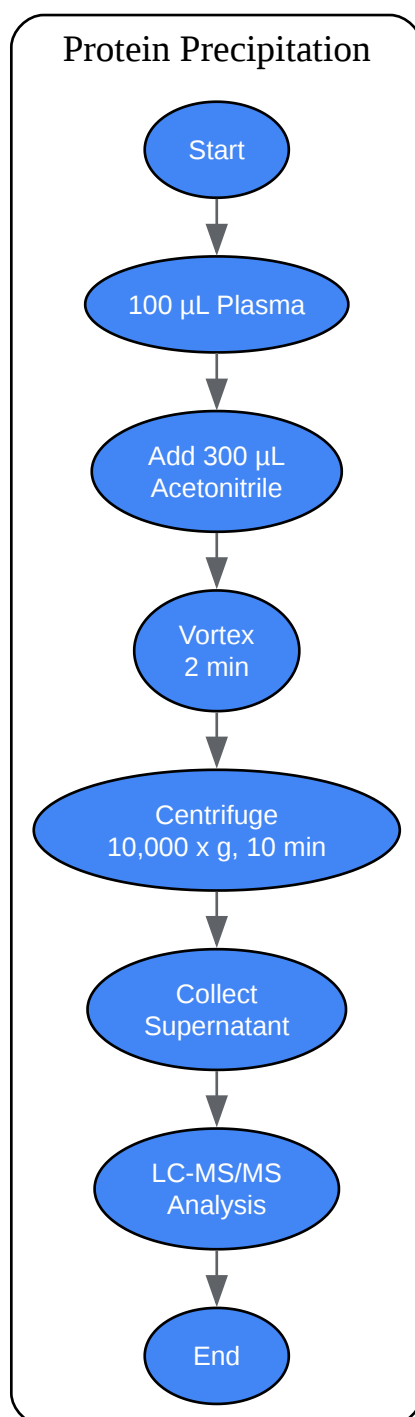 Protein Precipitation
Start
100 µL Plasma
Add 300 µL
Acetonitrile
Vortex
2 min
Centrifuge
10,000 x g, 10 min
Collect
Supernatant
LC-MS/MS
Analysis
End